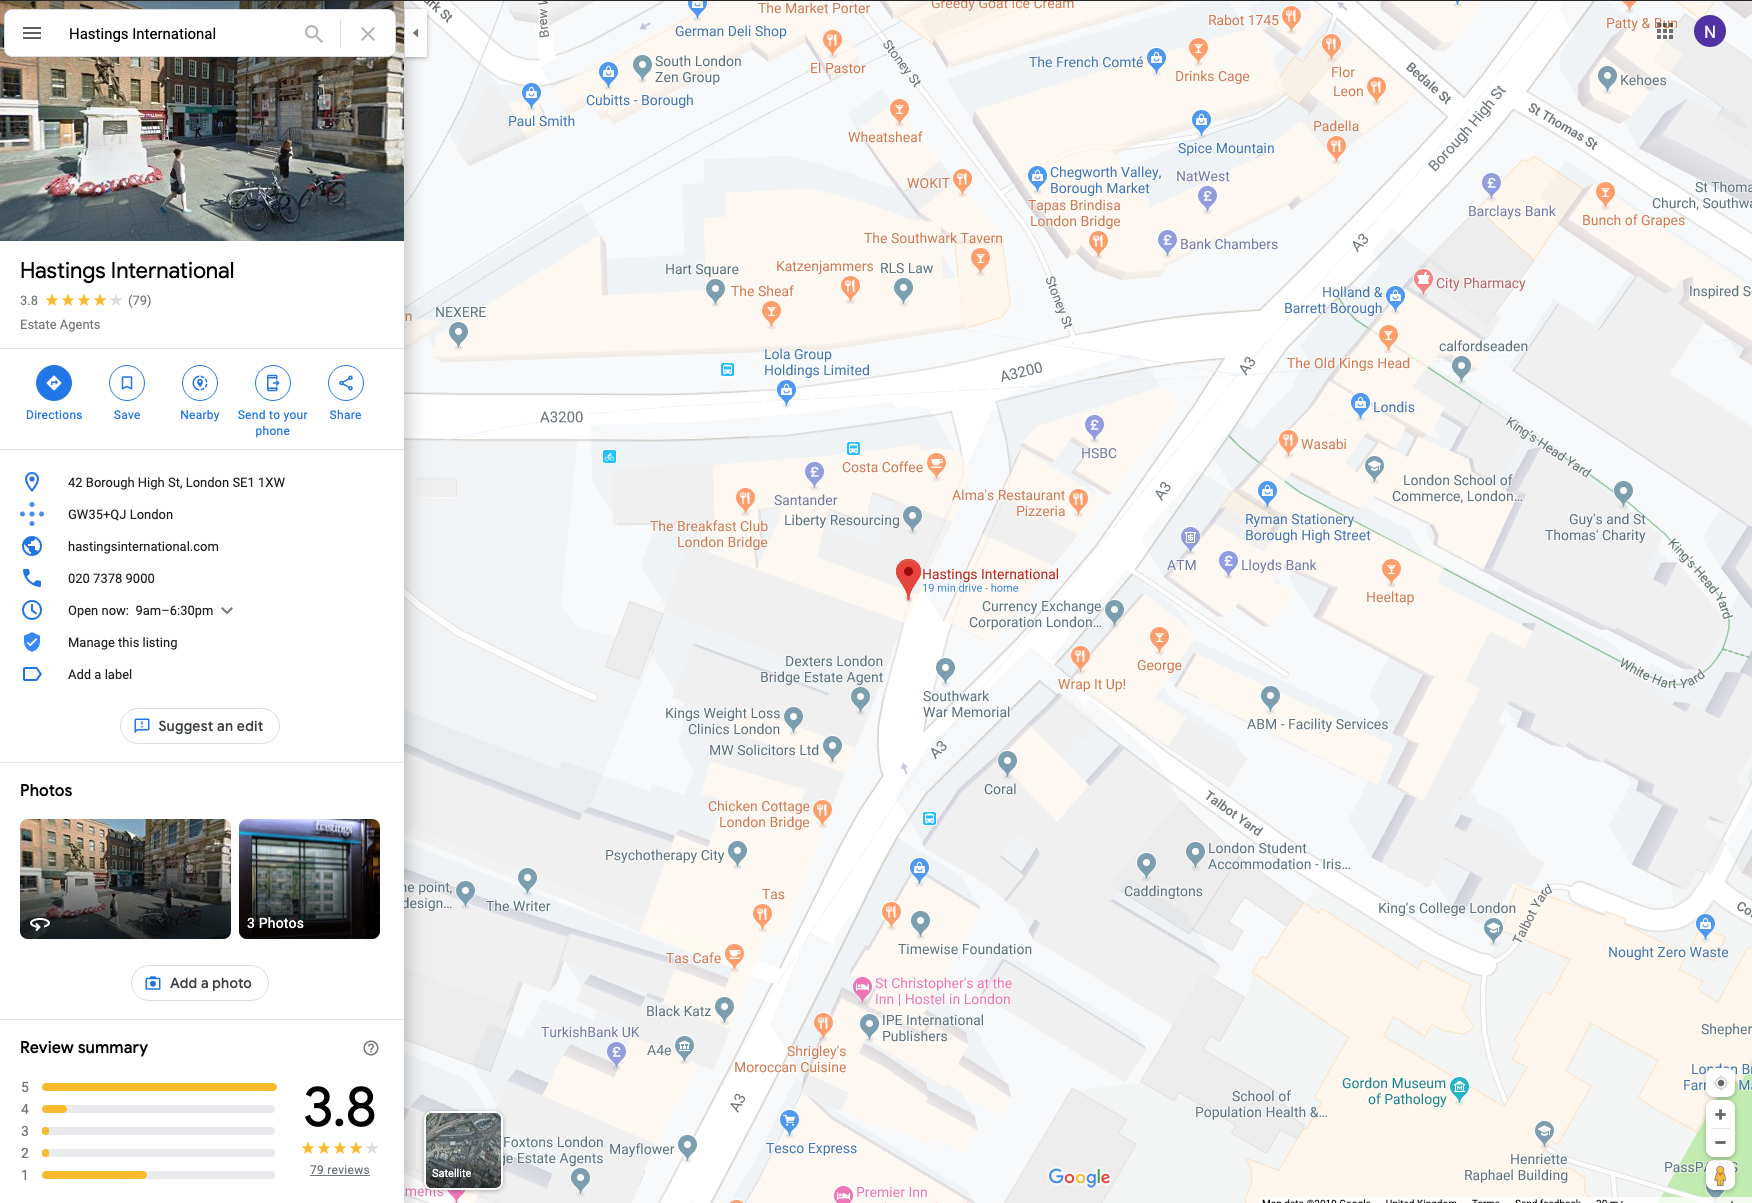 Hastings International
Hastings International
3.8
(79)
Estate Agents
Directions
Save
Nearby
Send to your
phone
Share
42 Borough High St, London SE1 1XW
GW35+QJ London
hastingsinternational.com
020 7378 9000
Open now: 9am–6:30pm
Manage this listing
Add a label
Suggest an edit
Photos
3 Photos
Add a photo
Review summary
5
4
3
2
1
3.8
79 reviews
The Market Porter
Greedy Goat Ice Cream
German Deli Shop
El Pastor
South London
Zen Group
Cubitts - Borough
Paul Smith
Stoney St
Wheatsheaf
WOKIT
Rabot 1745
The French Comté
Drinks Cage
Flor
Leon
Patty & Bun
N
Kehoes
Bedale St
Borough High St
St Thomas St
Padella
Spice Mountain
NatWest
Chegworth Valley,
Borough Market
Tapas Brindisa
London Bridge
Bank Chambers
Barclays Bank
Bunch of Grapes
Church, Southwa
A3
The Southwark Tavern
Hart Square
Katzenjammers
RLS Law
The Sheaf
NEXERE
Stoney St
Holland &
Barrett Borough
City Pharmacy
Inspired S
The Old Kings Head
calfordseaden
Lola Group
Holdings Limited
A3200
A3200
A3
Londis
Wasabi
King's Head Yard
HSBC
Costa Coffee
Santander
Alma's Restaurant
Pizzeria
Liberty Resourcing
The Breakfast Club
London Bridge
A3
London School of
Commerce, London...
Ryman Stationery
Borough High Street
Guy's and St
Thomas' Charity
ATM
Lloyds Bank
Heeltap
King's Head Yard
Hastings International
19 min drive - home
Currency Exchange
Corporation London...
George
Wrap It Up!
White Hart Yard
Dexters London
Bridge Estate Agent
Southwark
War Memorial
Kings Weight Loss
Clinics London
MW Solicitors Ltd
A3
ABM - Facility Services
Coral
Talbot Yard
Chicken Cottage
London Bridge
Psychotherapy City
London Student
Accommodation - Iris...
Caddingtons
he point,
design...
The Writer
Tas
King's College London
Talbot Yard
Timewise Foundation
Nought Zero Waste
Tas Cafe
St Christopher's at the
Inn | Hostel in London
Black Katz
IPE International
Publishers
TurkishBank UK
A4e
Shrigley's
Moroccan Cuisine
Shepher
A3
Gordon Museum
of Pathology
School of
Population Health &...
Tesco Express
Foxtons London
ge Estate Agents
Mayflower
Satellite
Henriette
Raphael Building
Premier Inn
Google